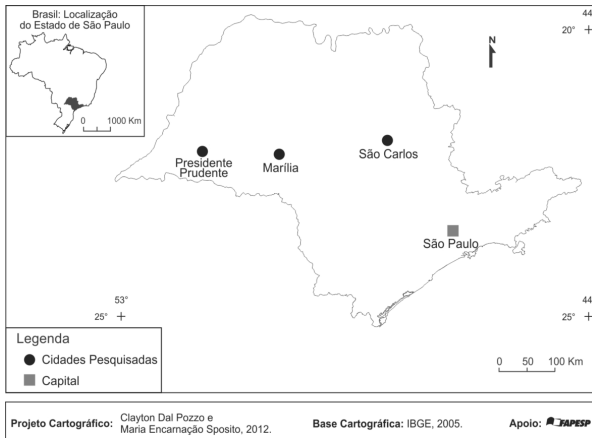 Brasil: Localização
do Estado de São Paulo
0 1000 Km
44
20°
N
Presidente
Prudente
Marília
São Carlos
São Paulo
53°
25°
44
25°
Legenda
Cidades Pesquisadas
Capital
0 50 100 Km
Projeto Cartográfico: Clayton Dal Pozzo e
Maria Encarnação Sposito, 2012.
Base Cartográfica: IBGE, 2005.
Apoio: FAPESP